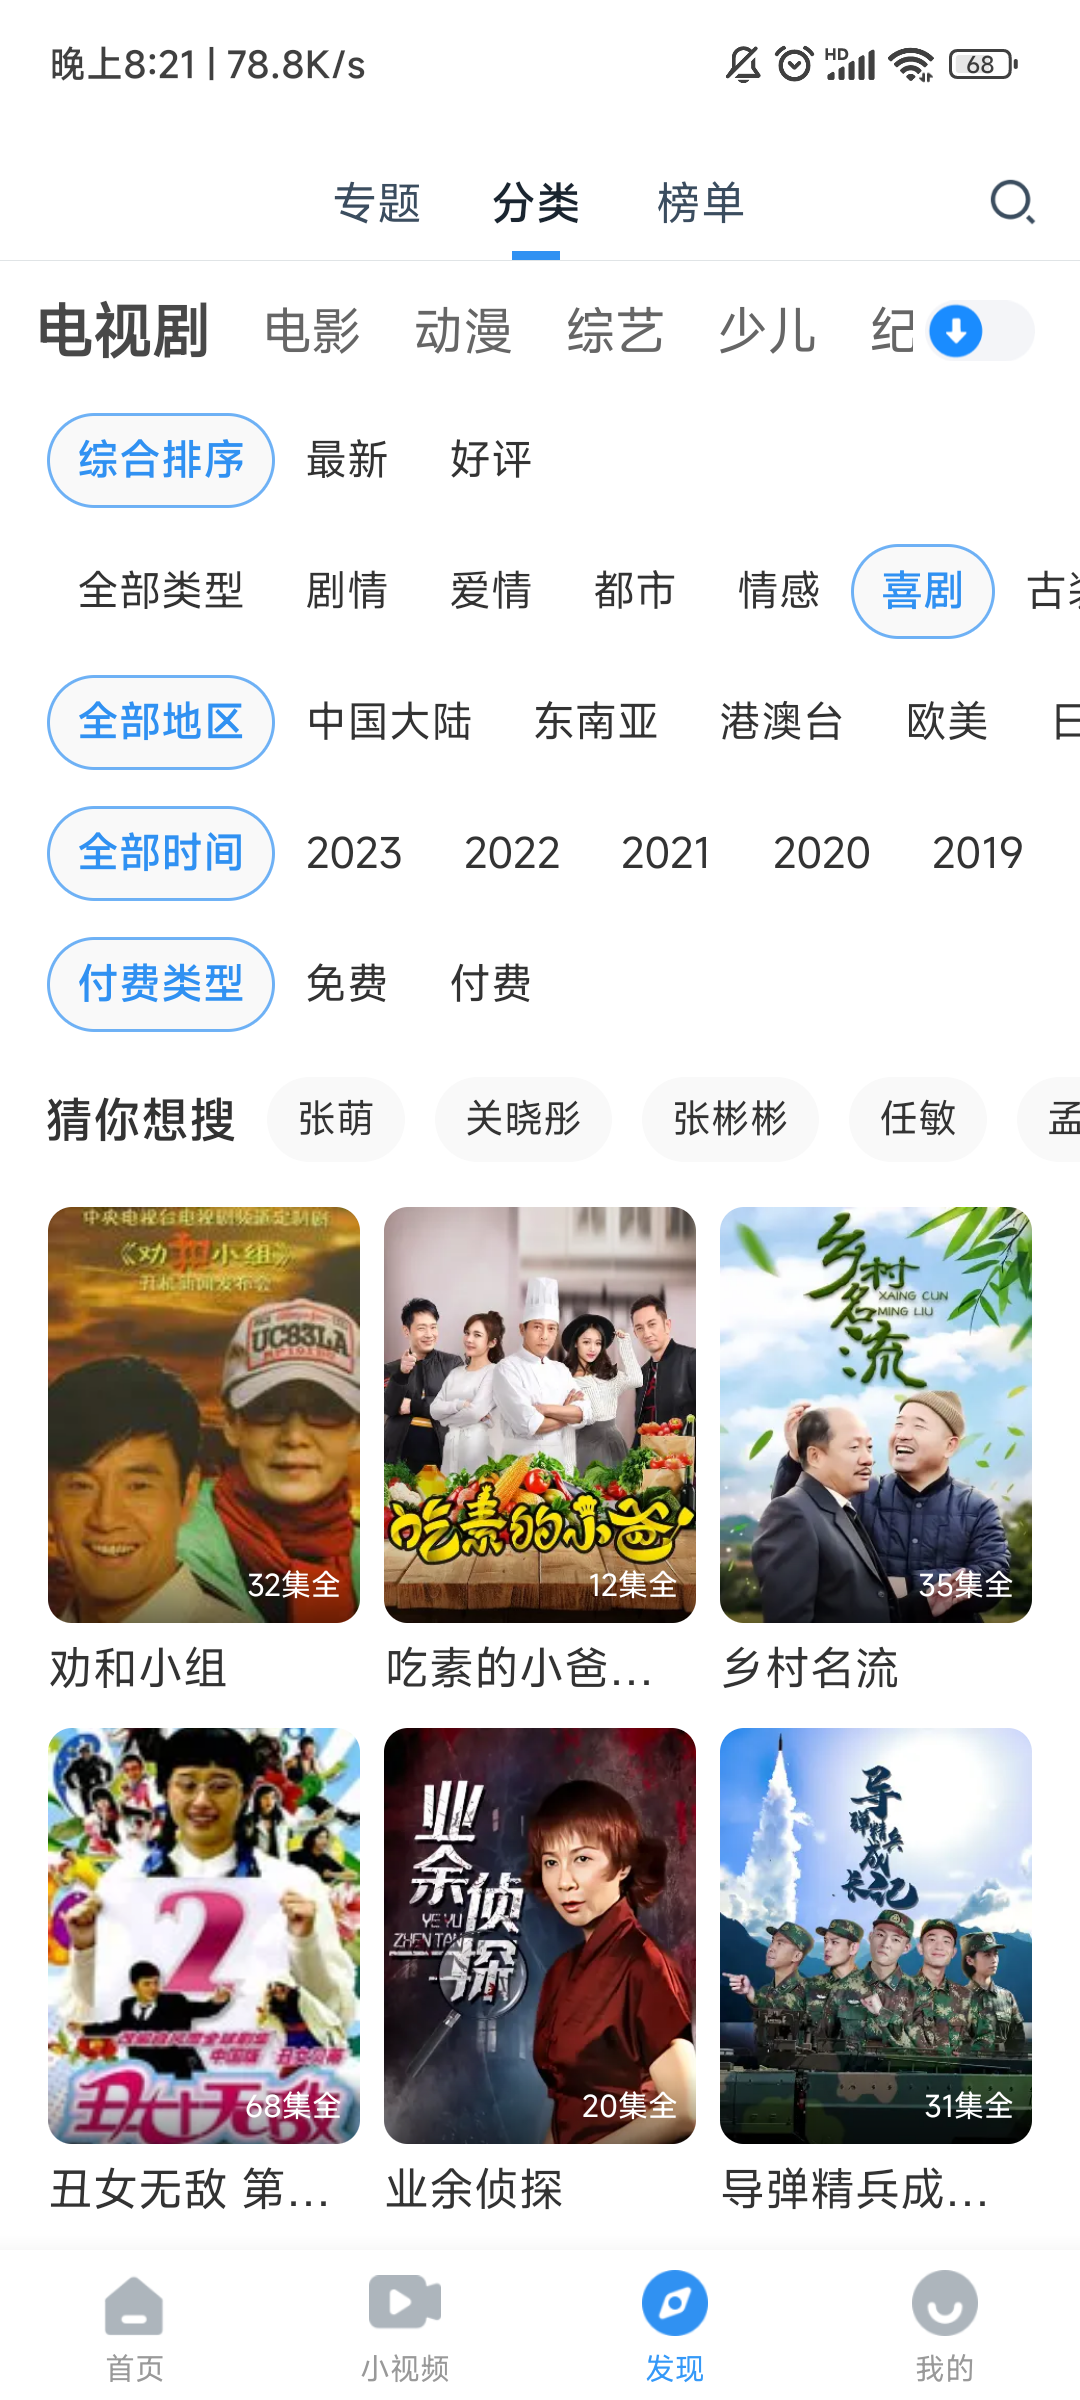 晚上8:21 | 78.8K/s
HD
68
专题 分类 榜单
电视剧 电影 动漫 综艺 少儿 纪
综合排序 最新 好评
全部类型 剧情 爱情 都市 情感 喜剧 古装
全部地区 中国大陆 东南亚 港澳台 欧美 日
全部时间 2023 2022 2021 2020 2019
付费类型 免费 付费
猜你想搜 张萌 关晓彤 张彬彬 任敏 孟
中央电视台电视剧频道定制剧
《劝和小组》
开机新闻发布会
UC83LA
32集全
吃素的小爸爸
12集全
乡村名流
XAING CUN
MING LIU
35集全
劝和小组 吃素的小爸... 乡村名流
2
中国版
丑女无敌
68集全
业余侦探
YE YU
ZHEN TAN
20集全
导弹精兵成长记
31集全
丑女无敌 第... 业余侦探 导弹精兵成...
首页 小视频 发现 我的